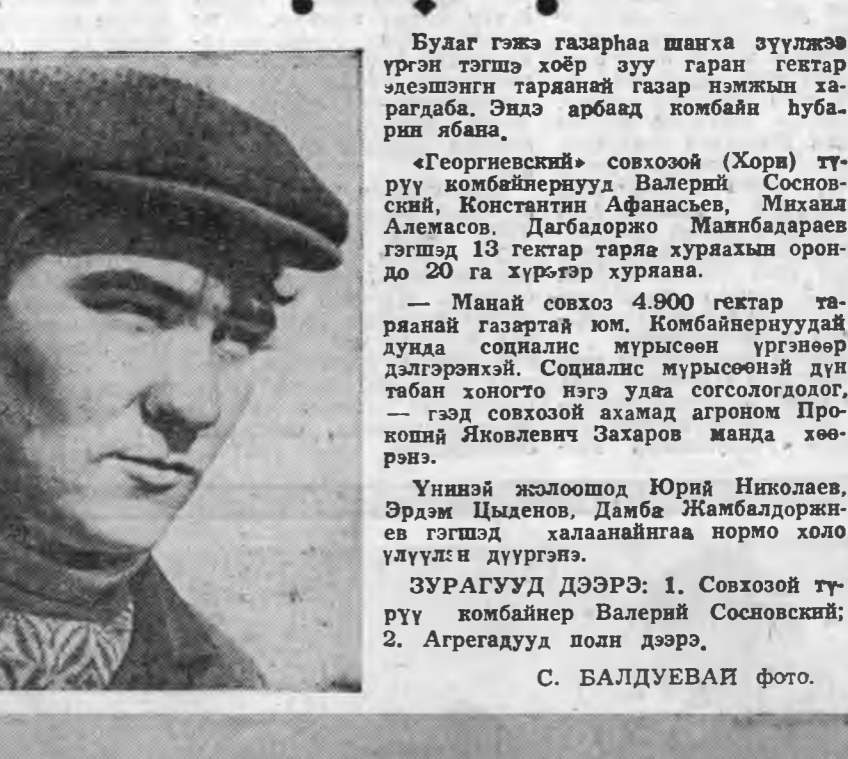 Булаг гэжэ газарһаа шанха зүүлжээ
үргэн тэгшэ хоёр зуу гаран гектар
эдеэшэнги таряанай газар нэмжын ха-
рагдаба. Эндэ арбаад комбайн һуба-
рин ябана.
«Георгиевский» совхозой (Хори) тү-
рүү комбайнернууд Валерий Соснов-
ский, Константин Афанасьев, Михаил
Алемасов, Дагбадоржо Маинбадараев
гэгшэд 13 гектар таряа хуряахын орон-
до 20 га хүрэтэр хуряана.
— Манай совхоз 4.900 гектар та-
ряанай газартай юм. Комбайнернуудай
дунда социалис мүрысөөн үргэнөөр
дэлгэрэнхэй. Социалис мүрысөөнэй дүн
табан хоногто нэгэ удаа согсологдодог,
— гээд совхозой ахамад агроном Про-
копий Яковлевич Захаров манда хөө-
рэнэ.
Үнинэй жолоошод Юрий Николаев,
Эрдэм Цыденов, Дамба Жамбалдоржи-
ев гэгшэд халаанайнгаа нормо холо
үлүүлэн дүүргэнэ.
ЗУРАГУУД ДЭЭРЭ: 1. Совхозой тү-
рүү комбайнер Валерий Сосновский;
2. Агрегадууд поли дээрэ.
С. БАЛДУЕВАЙ фото.